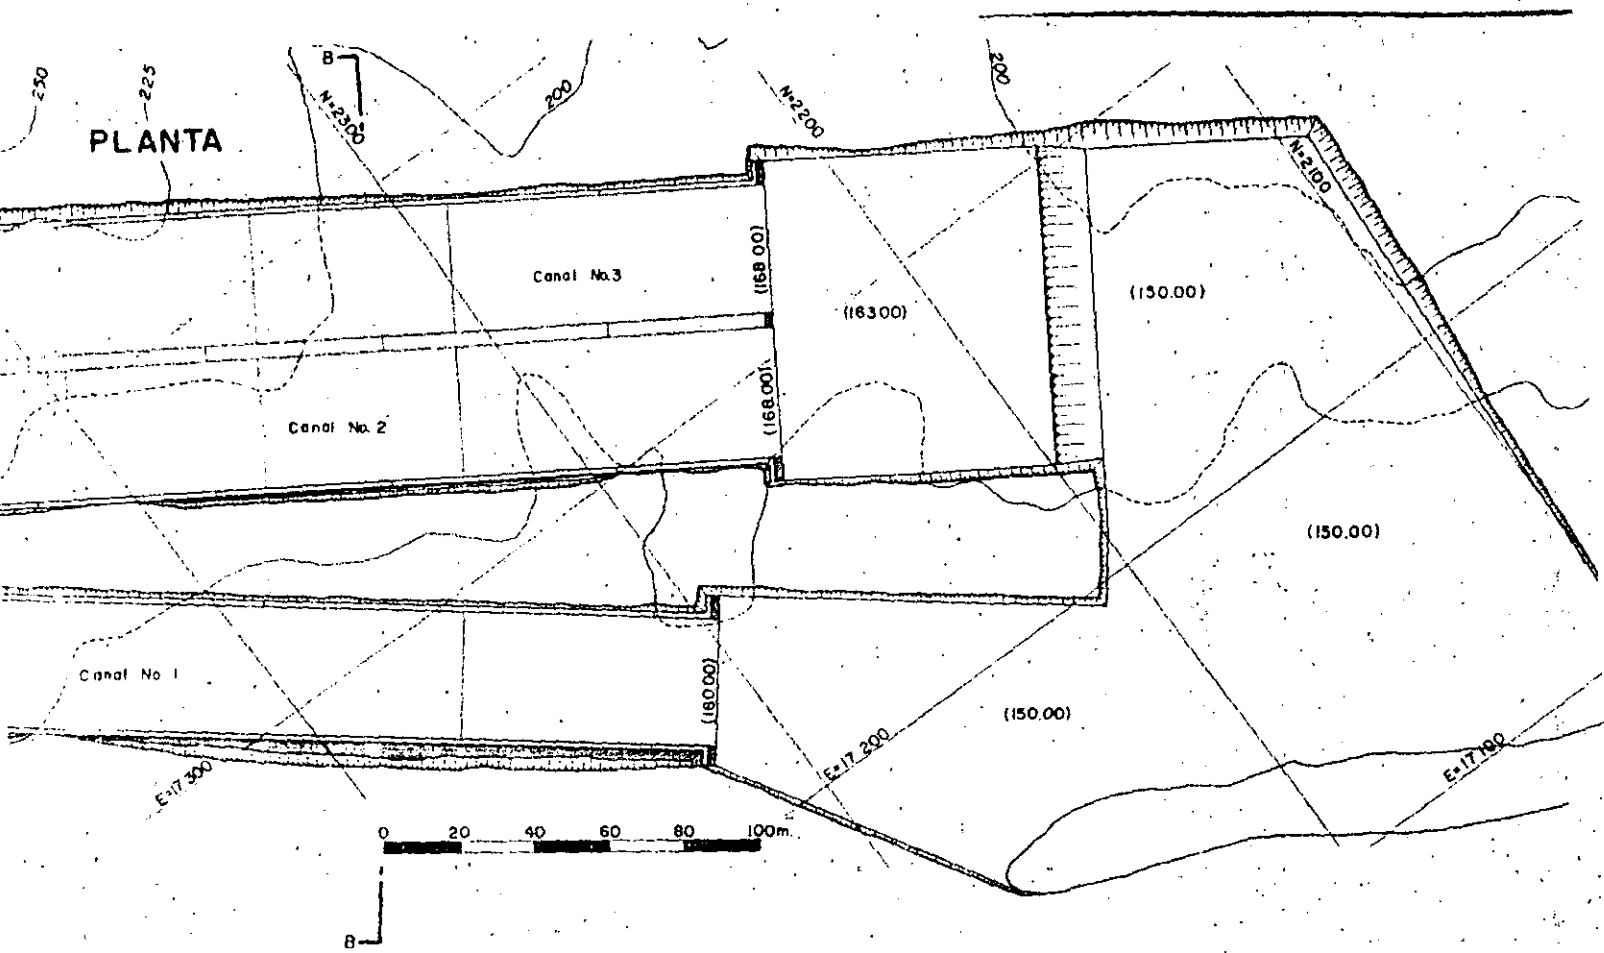 250
225
B
200
200
N=2300
B
N=2200
PLANTA
N=2100
Canal No.3
(168 00)
(150.00)
(16300)
(168.00)
Canal No. 2
(150.00)
Canal No 1
(160.00)
(150.00)
E=17 200
E=17.100
E=17 300
0 20 40 60 80 100m.
B